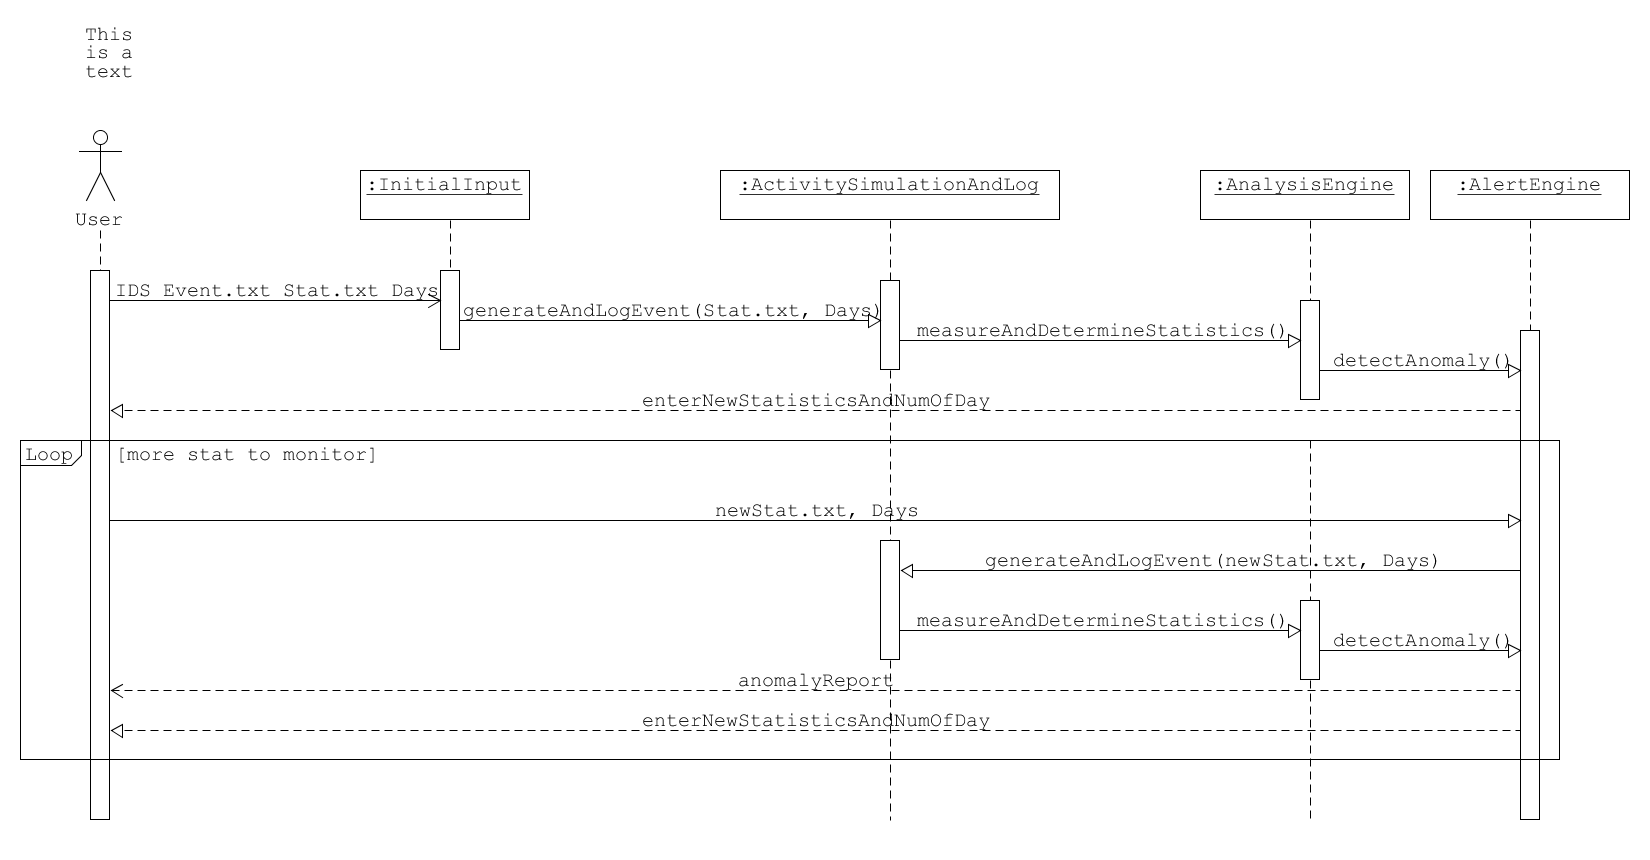 This
is a
text
User
:InitialInput
:ActivitySimulationAndLog
:AnalysisEngine
:AlertEngine
IDS Event.txt Stat.txt Days
generateAndLogEvent(Stat.txt, Days)
measureAndDetermineStatistics()
detectAnomaly()
enterNewStatisticsAndNumOfDay
Loop
[more stat to monitor]
newStat.txt, Days
generateAndLogEvent(newStat.txt, Days)
measureAndDetermineStatistics()
detectAnomaly()
anomalyReport
enterNewStatisticsAndNumOfDay